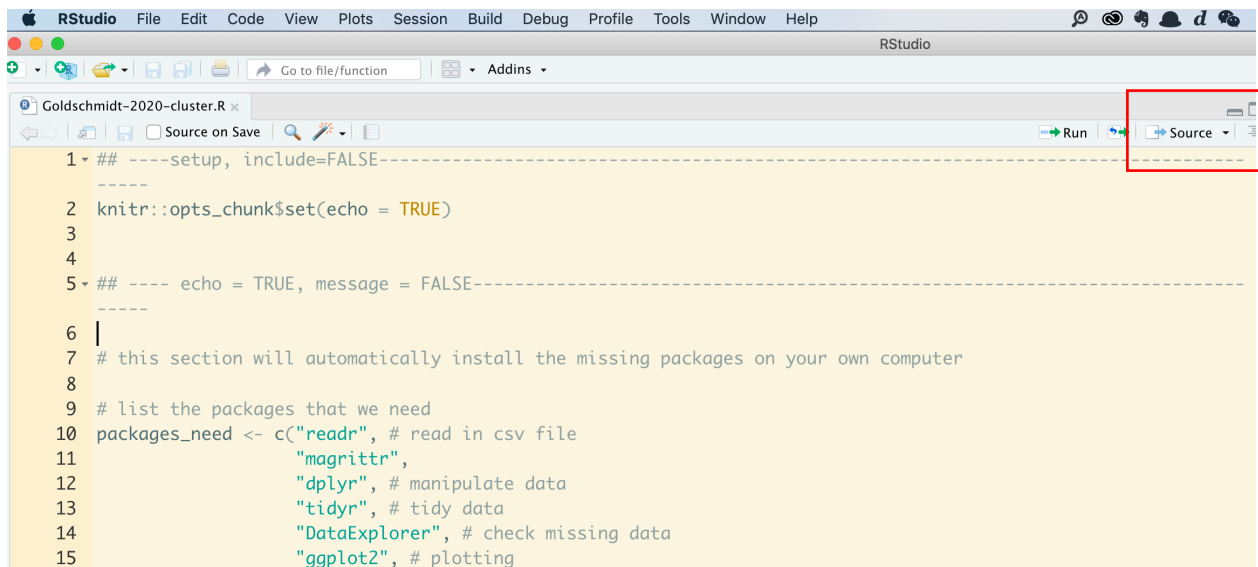 RStudio File Edit Code View Plots Session Build Debug Profile Tools Window Help
RStudio
Go to file/function Addins
Goldschmidt-2020-cluster.R
Source on Save Run Source
1 ## ----setup, include=FALSE--------------------------------------------------------------------------------
-----
2 knitr::opts_chunk$set(echo = TRUE)
3
4
5 ## ---- echo = TRUE, message = FALSE--------------------------------------------------------------------------
-----
6
7 # this section will automatically install the missing packages on your own computer
8
9 # list the packages that we need
10 packages_need <- c("readr", # read in csv file
11 "magrittr",
12 "dplyr", # manipulate data
13 "tidyr", # tidy data
14 "DataExplorer", # check missing data
15 "ggplot2", # plotting